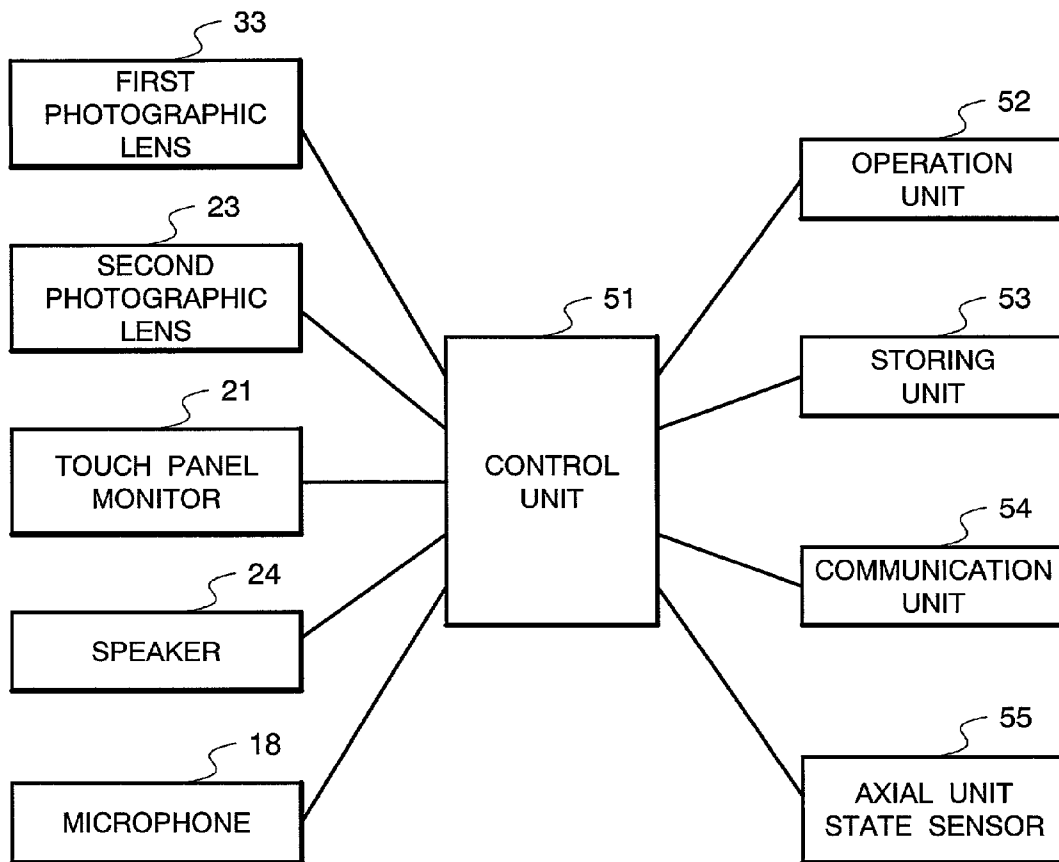 33
FIRST
PHOTOGRAPHIC
LENS
23
SECOND
PHOTOGRAPHIC
LENS
21
TOUCH PANEL
MONITOR
24
SPEAKER
18
MICROPHONE
51
CONTROL
UNIT
52
OPERATION
UNIT
53
STORING
UNIT
54
COMMUNICATION
UNIT
55
AXIAL UNIT
STATE SENSOR